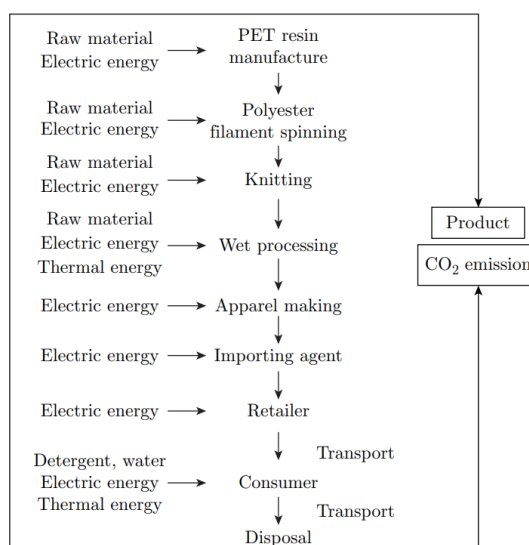 Raw material
Electric energy
PET resin
manufacture
Raw material
Electric energy
Polyester
filament spinning
Raw material
Electric energy
Knitting
Raw material
Electric energy
Thermal energy
Wet processing
Product
CO₂ emission
Electric energy
Apparel making
Electric energy
Importing agent
Electric energy
Retailer
Transport
Detergent, water
Electric energy
Thermal energy
Consumer
Transport
Disposal